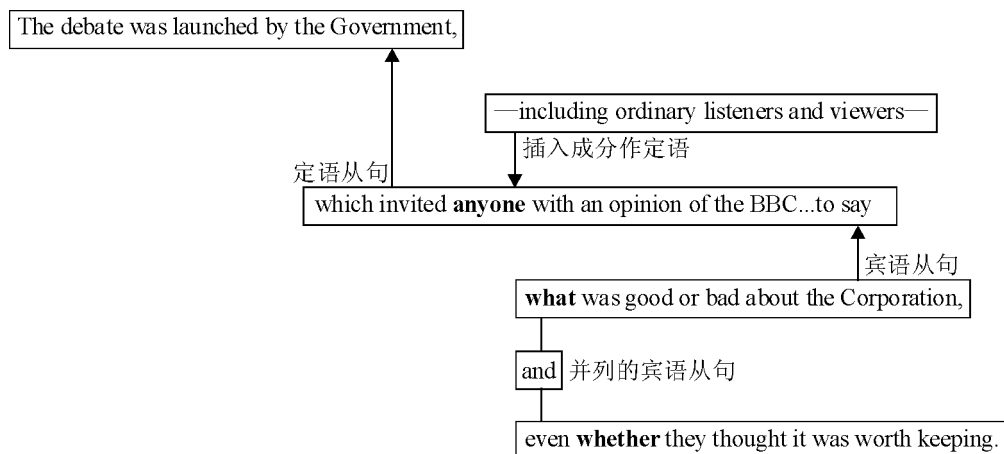 The debate was launched by the Government,
—including ordinary listeners and viewers—
插入成分作定语
定语从句
which invited anyone with an opinion of the BBC...to say
宾语从句
what was good or bad about the Corporation,
and 并列的宾语从句
even whether they thought it was worth keeping.